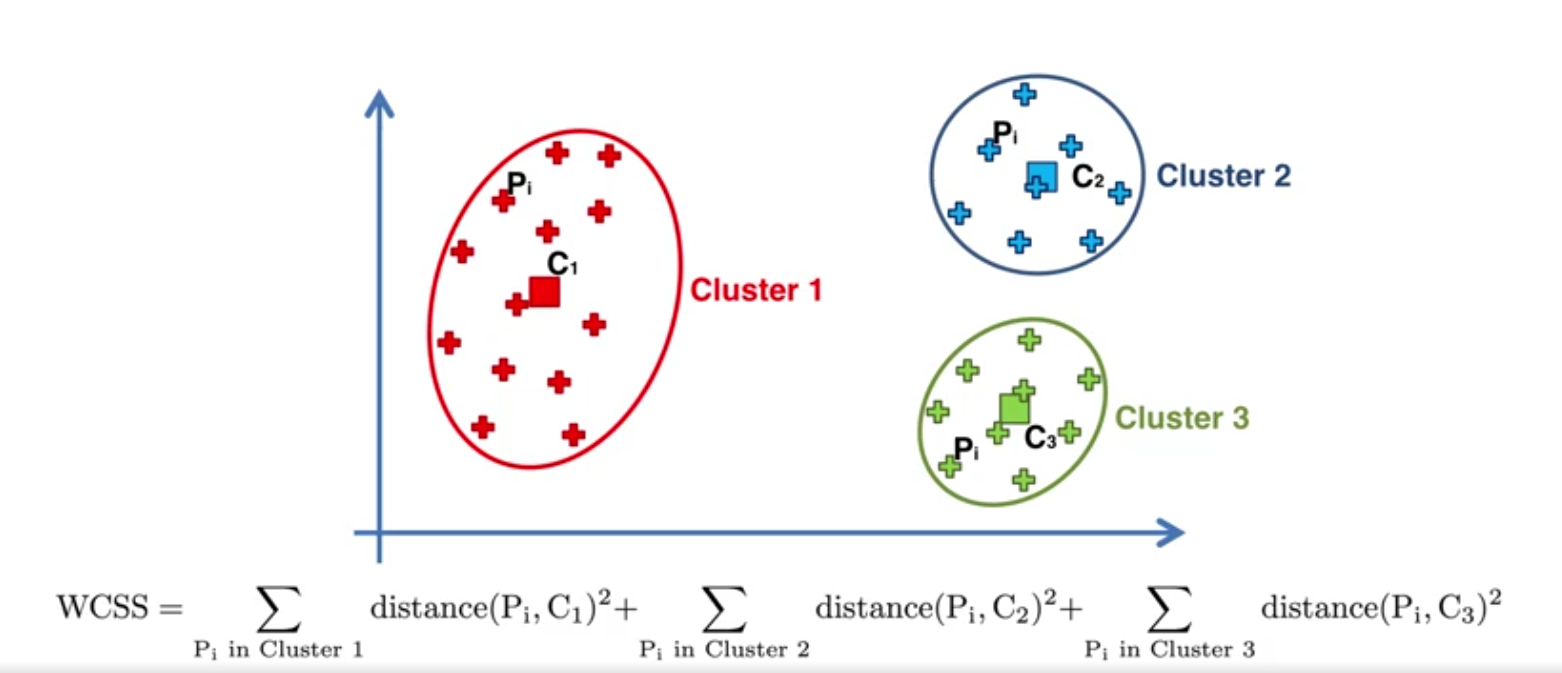 Pᵢ
C₁
Cluster 1
Pᵢ
C₂
Cluster 2
Pᵢ
C₃
Cluster 3
WCSS = ∑ distance(Pᵢ, C₁)² + ∑ distance(Pᵢ, C₂)² + ∑ distance(Pᵢ, C₃)²
Pᵢ in Cluster 1 Pᵢ in Cluster 2 Pᵢ in Cluster 3